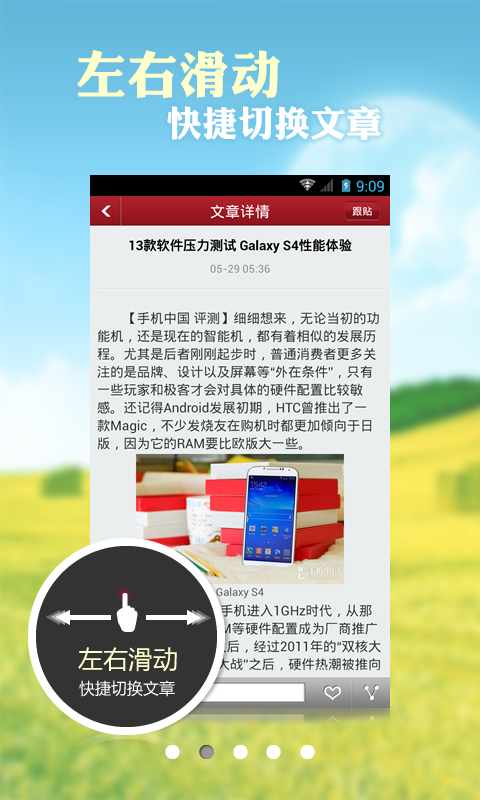 左右滑动
快捷切换文章
9:09
文章详情
跟贴
13款软件压力测试 Galaxy S4性能体验
05-29 05:36
【手机中国 评测】细细想来，无论当初的功
能机，还是现在的智能机，都有着相似的发展历
程。尤其是后者刚刚起步时，普通消费者更多关
注的是品牌、设计以及屏幕等“外在条件”，只有
一些玩家和极客才会对具体的硬件配置比较敏
感。还记得Android发展初期，HTC曾推出了一
款Magic，不少发烧友在购机时都更加倾向于日
版，因为它的RAM要比欧版大一些。
15:42
手机中国
Galaxy S4
手机进入1GHz时代，从那
M等硬件配置成为厂商推广
后，经过2011年的“双核大
大战”之后，硬件热潮被推向
左右滑动
快捷切换文章